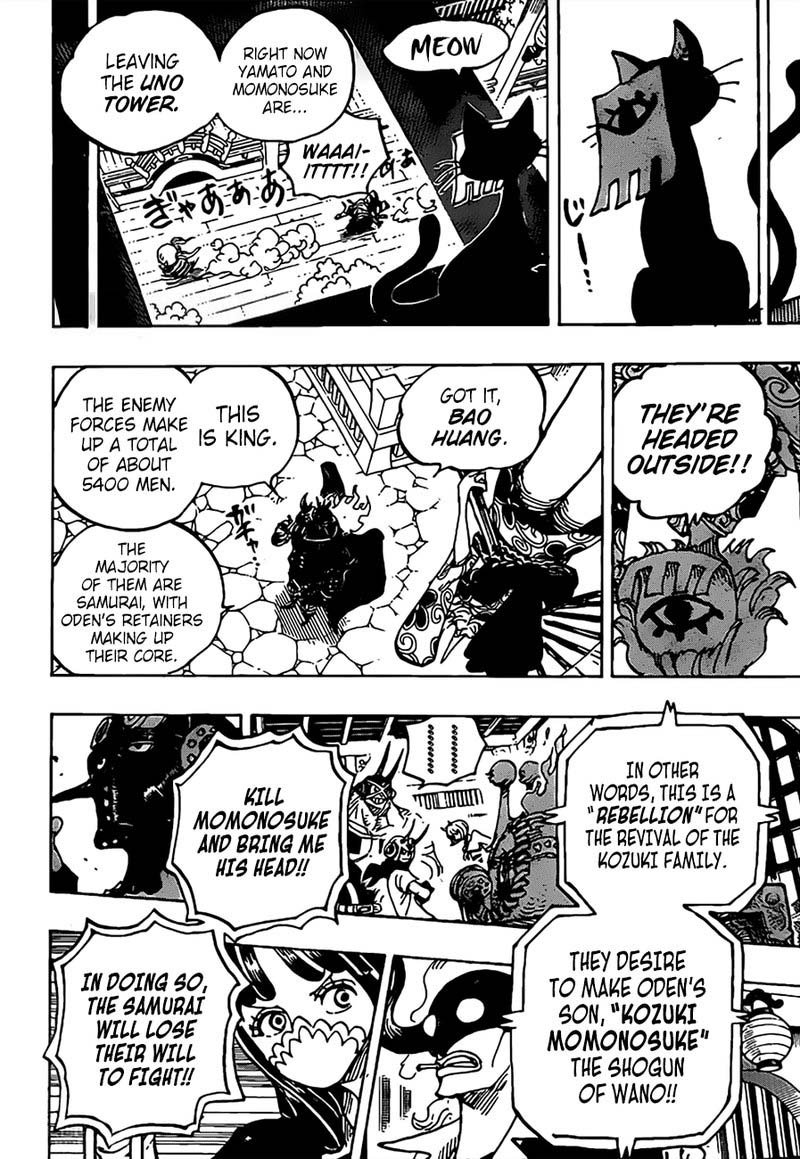 じー…
MEOW
RIGHT NOW
YAMATO AND
MOMONOSUKE
ARE...
LEAVING
THE UNO
TOWER.
WAAAI-
ITTTT!!
ぎゃああああ
THEY'RE
HEADED
OUTSIDE!!
GOT IT,
BAO
HUANG.
THIS
IS KING.
THE ENEMY
FORCES MAKE
UP A TOTAL
OF ABOUT
5400 MEN.
THE
MAJORITY
OF THEM ARE
SAMURAI, WITH
ODEN'S RETAINERS
MAKING UP
THEIR CORE.
IN OTHER
WORDS, THIS IS A
"REBELLION" FOR
THE REVIVAL OF THE
KOZUKI FAMILY.
THEY DESIRE
TO MAKE ODEN'S
SON, "KOZUKI
MOMONOSUKE"
THE SHOGUN
OF WANO!!
KILL
MOMONOSUKE
AND BRING ME
HIS HEAD!!
IN DOING SO,
THE SAMURAI
WILL LOSE
THEIR WILL
TO FIGHT!!